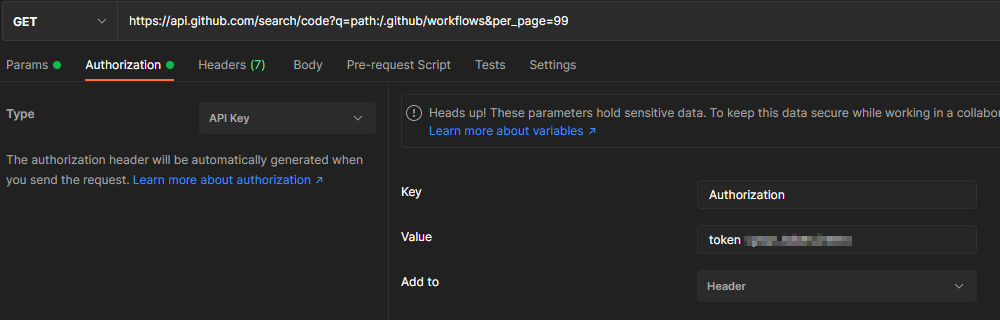 GET https://api.github.com/search/code?q=path:/.github/workflows&per_page=99
Params Authorization Headers (7) Body Pre-request Script Tests Settings
Type API Key
The authorization header will be automatically generated when
you send the request. Learn more about authorization ↗
Heads up! These parameters hold sensitive data. To keep this data secure while working in a collabor
Learn more about variables ↗
Key Authorization
Value token
Add to Header